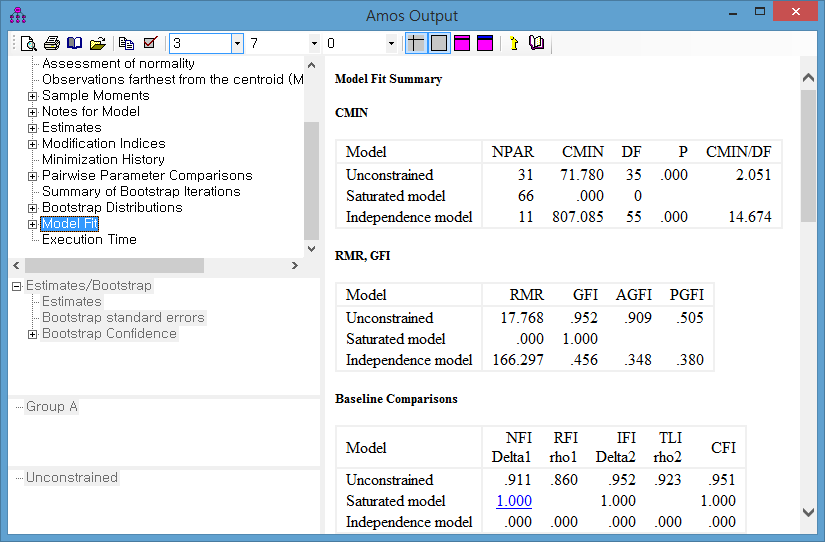 Amos Output
3 7 0
Assessment of normality
Observations farthest from the centroid (M
Sample Moments
Notes for Model
Estimates
Modification Indices
Minimization History
Pairwise Parameter Comparisons
Summary of Bootstrap Iterations
Bootstrap Distributions
Model Fit
Execution Time
Estimates/Bootstrap
Estimates
Bootstrap standard errors
Bootstrap Confidence
Group A
Unconstrained
Model Fit Summary
CMIN
Model NPAR CMIN DF P CMIN/DF
Unconstrained 31 71.780 35 .000 2.051
Saturated model 66 .000 0
Independence model 11 807.085 55 .000 14.674
RMR, GFI
Model RMR GFI AGFI PGFI
Unconstrained 17.768 .952 .909 .505
Saturated model .000 1.000
Independence model 166.297 .456 .348 .380
Baseline Comparisons
Model NFI Delta1 RFI rho1 IFI Delta2 TLI rho2 CFI
Unconstrained .911 .860 .952 .923 .951
Saturated model 1.000 1.000 1.000
Independence model .000 .000 .000 .000 .000